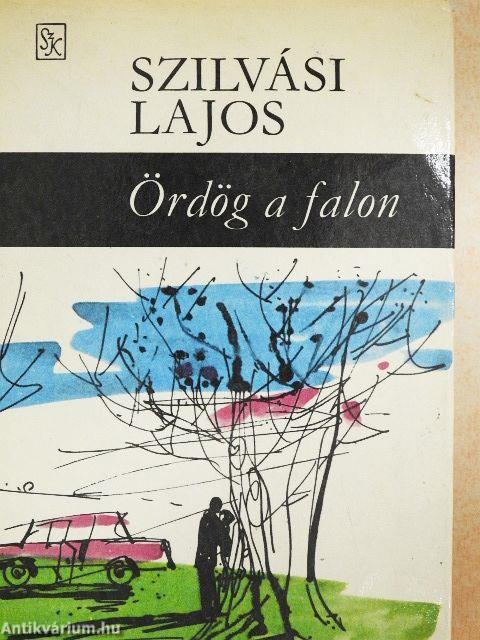 SzK
SZILVÁSI
LAJOS
Ördög a falon
Antikvárium.hu